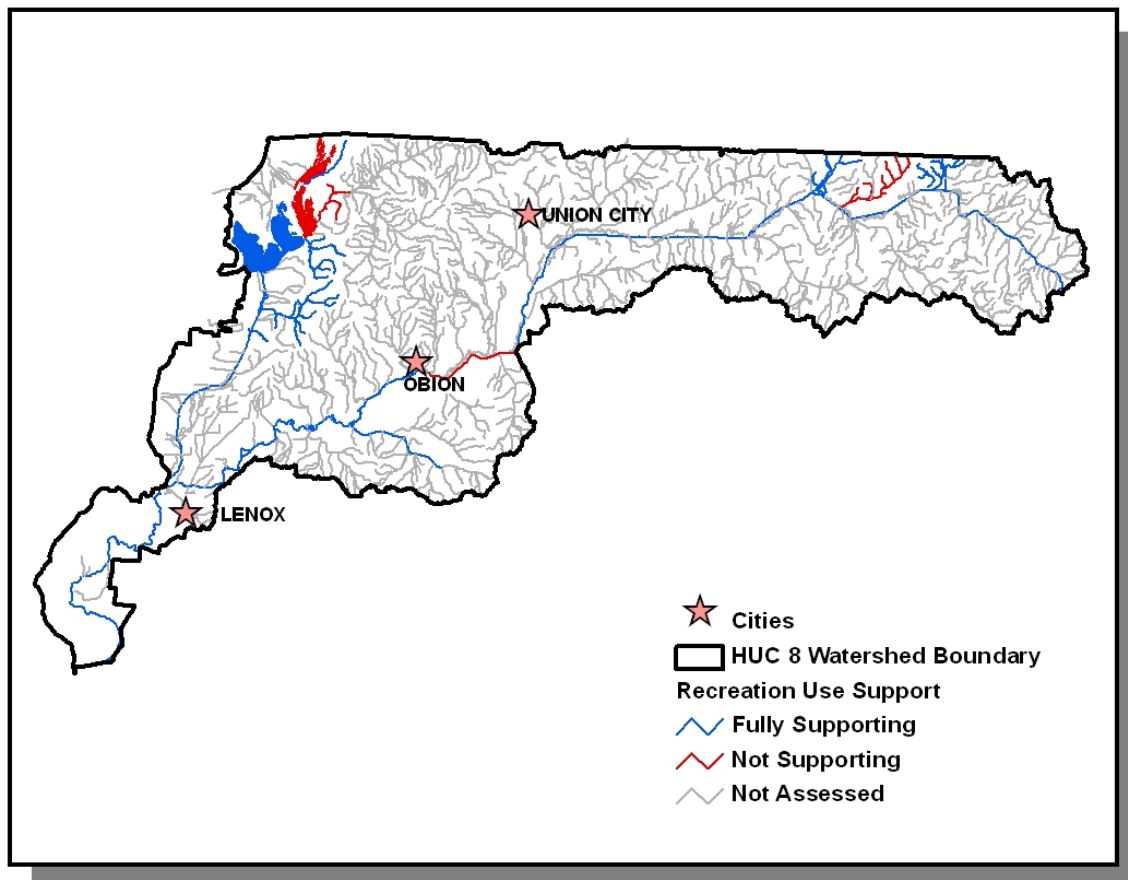 UNION CITY
OBION
LENOX
Cities
HUC 8 Watershed Boundary
Recreation Use Support
Fully Supporting
Not Supporting
Not Assessed